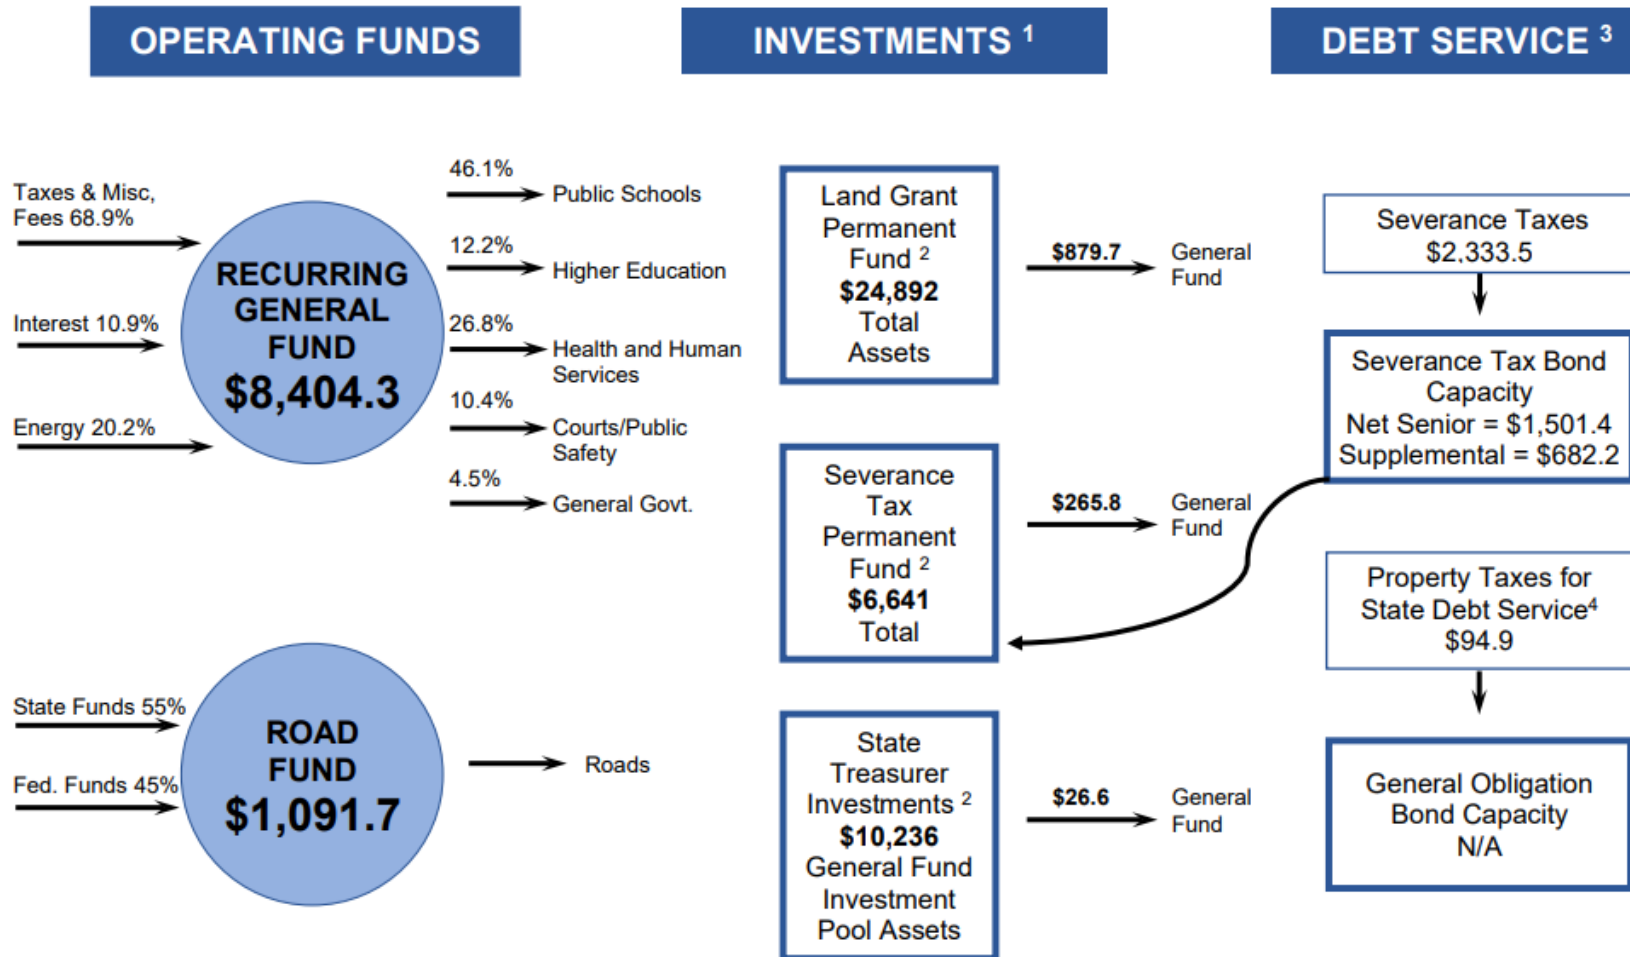 OPERATING FUNDS
INVESTMENTS 1
DEBT SERVICE 3
Taxes & Misc,
Fees 68.9%
Interest 10.9%
Energy 20.2%
RECURRING
GENERAL
FUND
$8,404.3
46.1%
Public Schools
12.2%
Higher Education
26.8%
Health and Human
Services
10.4%
Courts/Public
Safety
4.5%
General Govt.
State Funds 55%
Fed. Funds 45%
ROAD
FUND
$1,091.7
Roads
Land Grant
Permanent
Fund 2
$24,892
Total
Assets
$879.7
General
Fund
Severance
Tax
Permanent
Fund 2
$6,641
Total
$265.8
General
Fund
State
Treasurer
Investments 2
$10,236
General Fund
Investment
Pool Assets
$26.6
General
Fund
Severance Taxes
$2,333.5
Severance Tax Bond
Capacity
Net Senior = $1,501.4
Supplemental = $682.2
Property Taxes for
State Debt Service4
$94.9
General Obligation
Bond Capacity
N/A